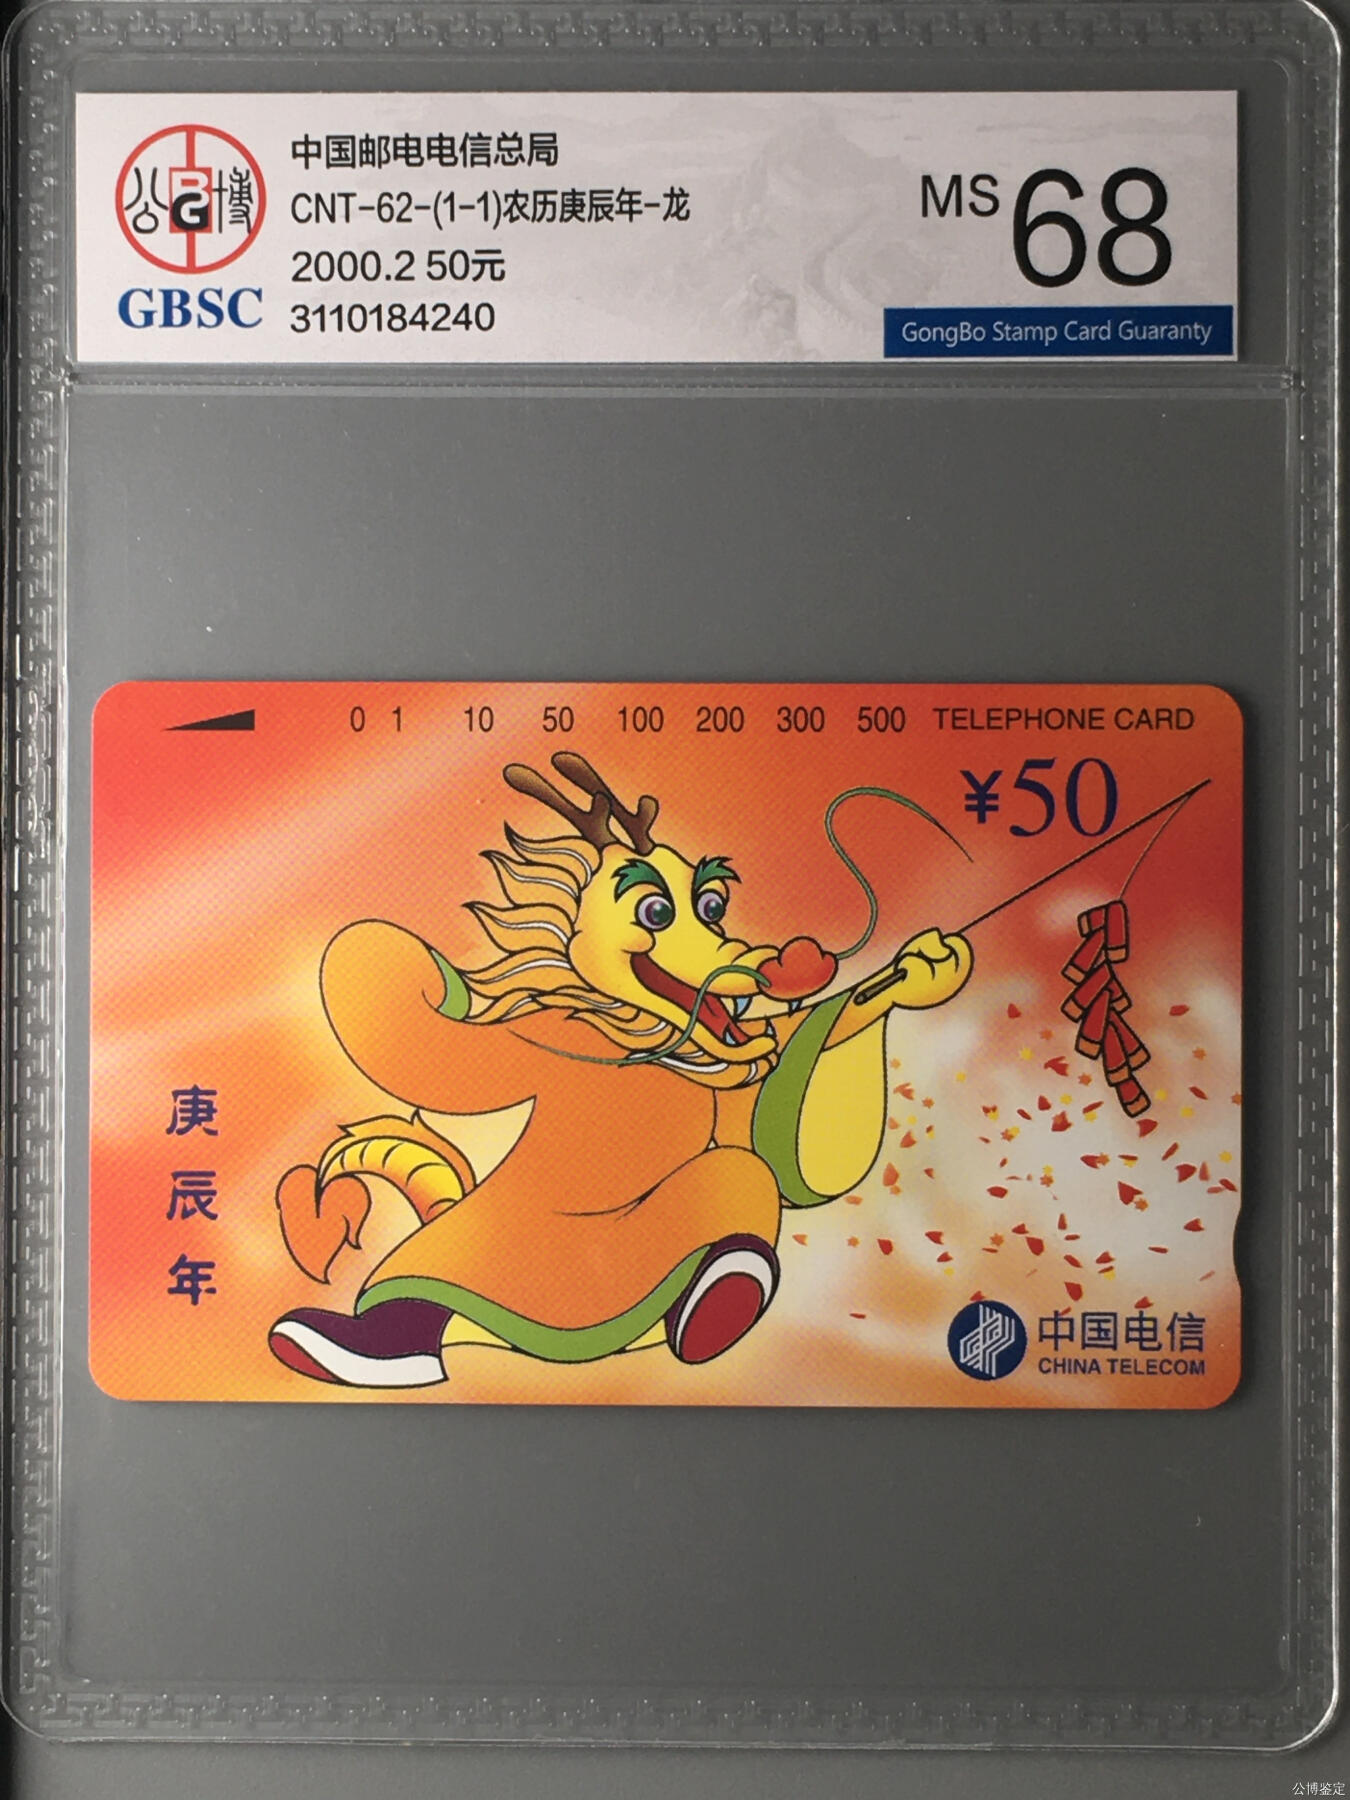 公博
BG
GBSC
中国邮电电信总局
CNT-62-(1-1)农历庚辰年-龙
2000.2 50元
3110184240
MS 68
GongBo Stamp Card Guaranty
0 1 10 50 100 200 300 500 TELEPHONE CARD
¥50
庚
辰
年
中国电信
CHINA TELECOM
公博鉴定